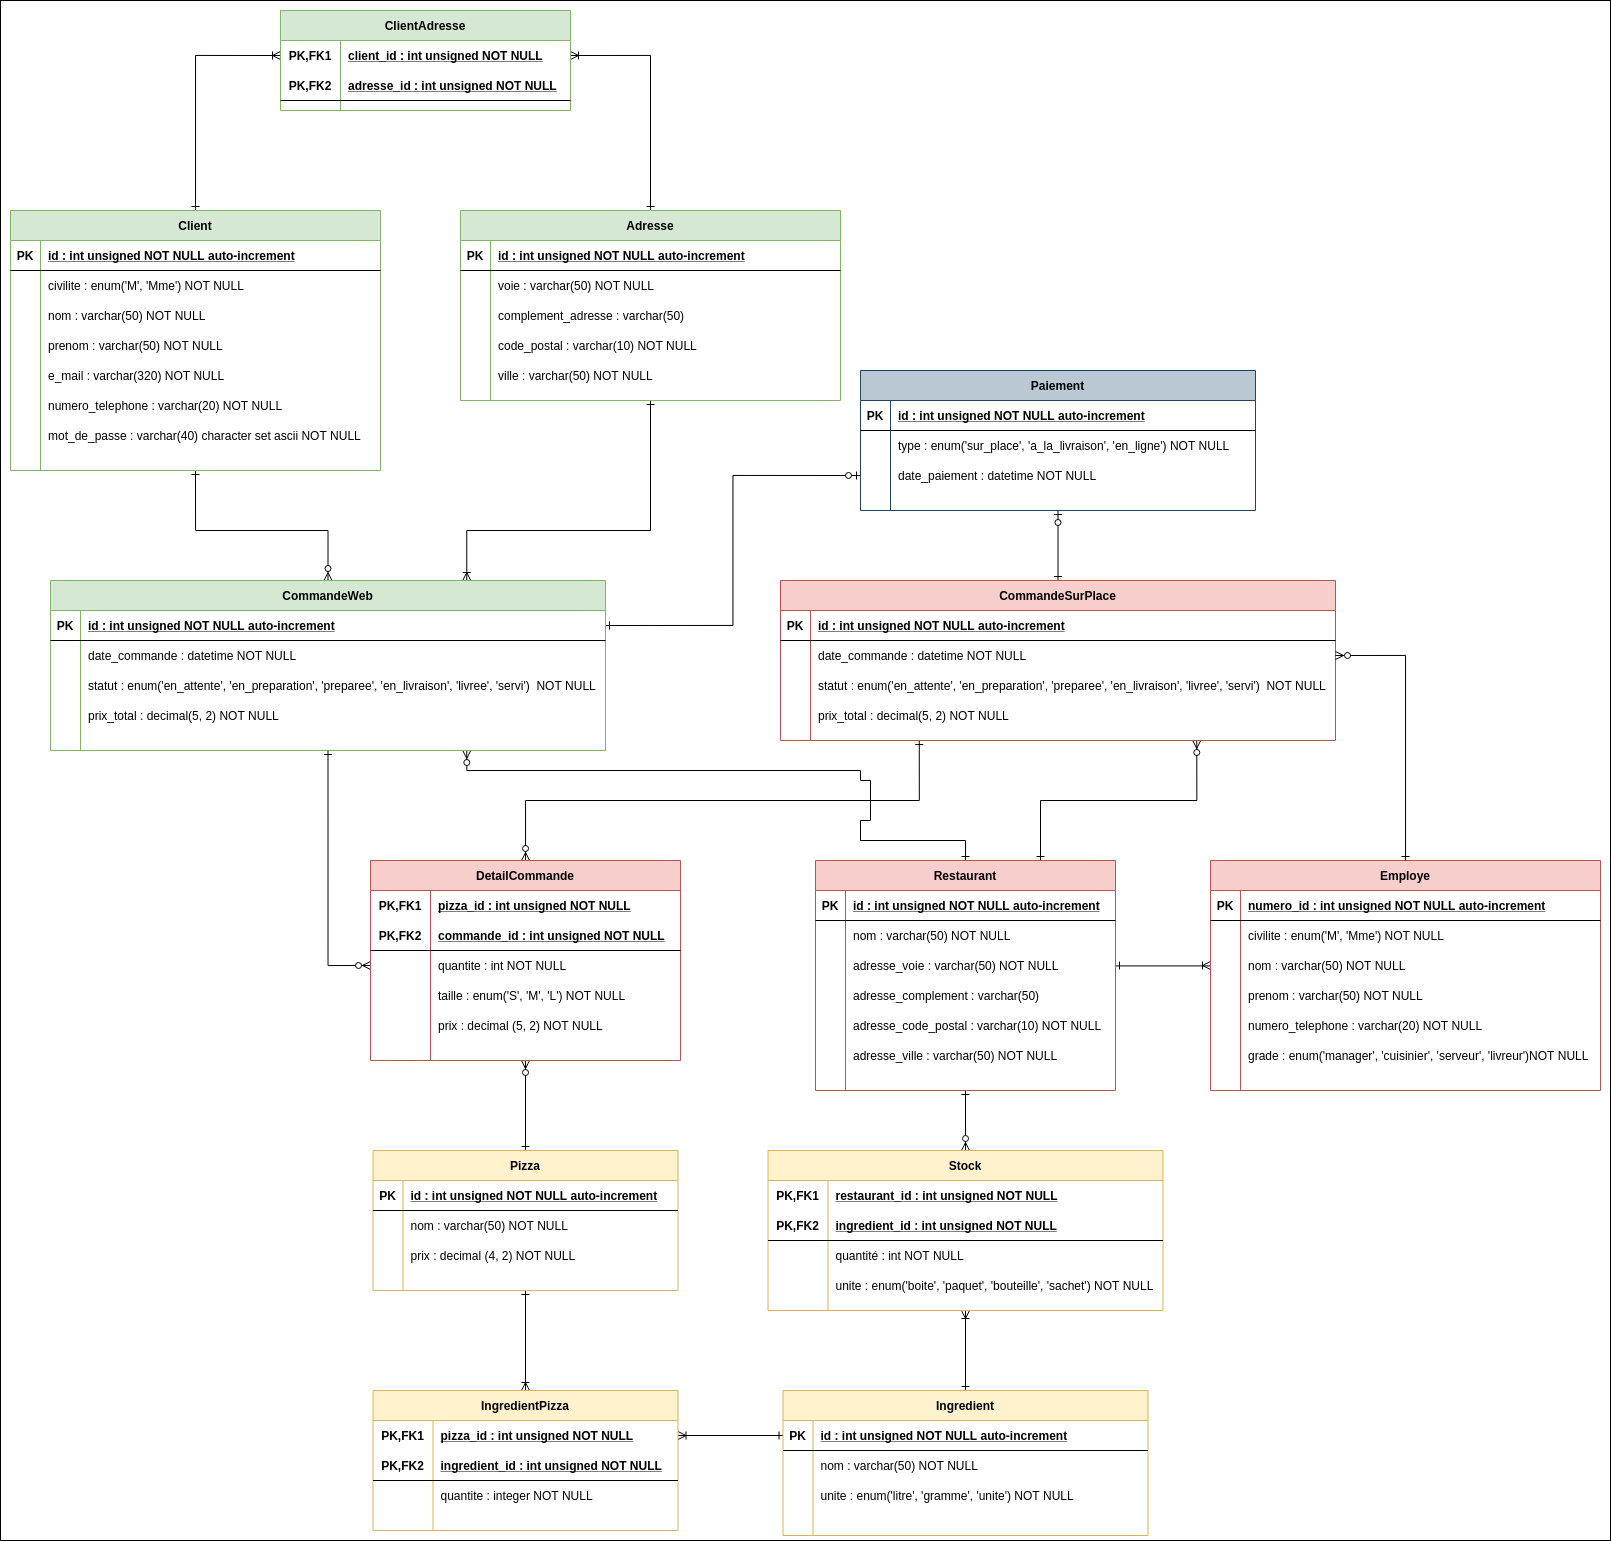 ClientAdresse
PK,FK1 client_id : int unsigned NOT NULL
PK,FK2 adresse_id : int unsigned NOT NULL
Client
PK id : int unsigned NOT NULL auto-increment
civilite : enum('M', 'Mme') NOT NULL
nom : varchar(50) NOT NULL
prenom : varchar(50) NOT NULL
e_mail : varchar(320) NOT NULL
numero_telephone : varchar(20) NOT NULL
mot_de_passe : varchar(40) character set ascii NOT NULL
Adresse
PK id : int unsigned NOT NULL auto-increment
voie : varchar(50) NOT NULL
complement_adresse : varchar(50)
code_postal : varchar(10) NOT NULL
ville : varchar(50) NOT NULL
Paiement
PK id : int unsigned NOT NULL auto-increment
type : enum('sur_place', 'a_la_livraison', 'en_ligne') NOT NULL
date_paiement : datetime NOT NULL
CommandeWeb
PK id : int unsigned NOT NULL auto-increment
date_commande : datetime NOT NULL
statut : enum('en_attente', 'en_preparation', 'preparee', 'en_livraison', 'livree', 'servi') NOT NULL
prix_total : decimal(5, 2) NOT NULL
CommandeSurPlace
PK id : int unsigned NOT NULL auto-increment
date_commande : datetime NOT NULL
statut : enum('en_attente', 'en_preparation', 'preparee', 'en_livraison', 'livree', 'servi') NOT NULL
prix_total : decimal(5, 2) NOT NULL
DetailCommande
PK,FK1 pizza_id : int unsigned NOT NULL
PK,FK2 commande_id : int unsigned NOT NULL
quantite : int NOT NULL
taille : enum('S', 'M', 'L') NOT NULL
prix : decimal (5, 2) NOT NULL
Restaurant
PK id : int unsigned NOT NULL auto-increment
nom : varchar(50) NOT NULL
adresse_voie : varchar(50) NOT NULL
adresse_complement : varchar(50)
adresse_code_postal : varchar(10) NOT NULL
adresse_ville : varchar(50) NOT NULL
Employe
PK numero_id : int unsigned NOT NULL auto-increment
civilite : enum('M', 'Mme') NOT NULL
nom : varchar(50) NOT NULL
prenom : varchar(50) NOT NULL
numero_telephone : varchar(20) NOT NULL
grade : enum('manager', 'cuisinier', 'serveur', 'livreur')NOT NULL
Pizza
PK id : int unsigned NOT NULL auto-increment
nom : varchar(50) NOT NULL
prix : decimal (4, 2) NOT NULL
Stock
PK,FK1 restaurant_id : int unsigned NOT NULL
PK,FK2 ingredient_id : int unsigned NOT NULL
quantité : int NOT NULL
unite : enum('boite', 'paquet', 'bouteille', 'sachet') NOT NULL
IngredientPizza
PK,FK1 pizza_id : int unsigned NOT NULL
PK,FK2 ingredient_id : int unsigned NOT NULL
quantite : integer NOT NULL
Ingredient
PK id : int unsigned NOT NULL auto-increment
nom : varchar(50) NOT NULL
unite : enum('litre', 'gramme', 'unite') NOT NULL